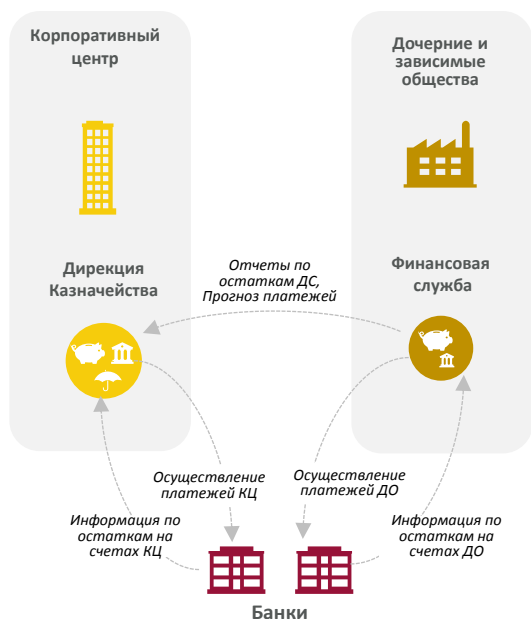 Корпоративный
центр
Дочерние и
зависимые
общества
Дирекция
Казначейства
Отчеты по
остаткам ДС,
Прогноз платежей
Финансовая
служба
Осуществление
платежей КЦ
Осуществление
платежей ДО
Информация по
остаткам на
счетах КЦ
Информация по
остаткам на
счетах ДО
Банки